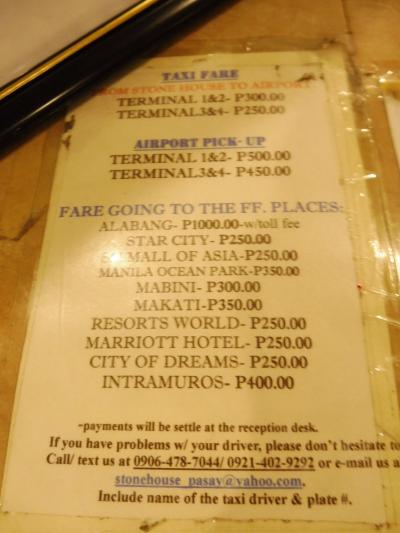 TAXI FARE
FROM STONE HOUSE TO AIRPORT
TERMINAL 1&2- P300.00
TERMINAL3&4- P250.00
AIRPORT PICK- UP
TERMINAL 1&2- P500.00
TERMINAL3&4- P450.00
FARE GOING TO THE FF. PLACES:
ALABANG- P1000.00-w/toll fee
STAR CITY- P250.00
MALL OF ASIA-P250.00
MANILA OCEAN PARK-P350.00
MABINI- P300.00
MAKATI-P350.00
RESORTS WORLD- P250.00
MARRIOTT HOTEL- P250.00
CITY OF DREAMS- P250.00
INTRAMUROS- P400.00
~payments will be settle at the reception desk.
If you have problems w/ your driver, please don't hesitate to
Call/ text us at 0906-478-7044/ 0921-402-9292 or e-mail us a
stonehouse_pasay@yahoo.com.
Include name of the taxi driver & plate #.